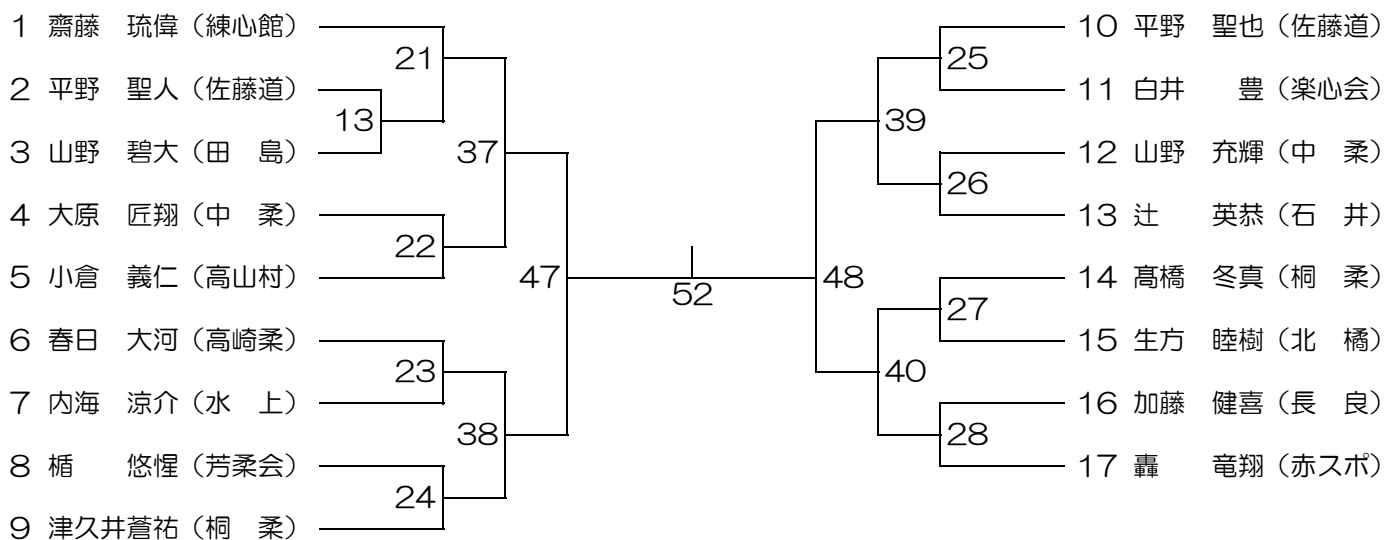 1 齋藤　琉偉（練心館）
2 平野　聖人（佐藤道）
3 山野　碧大（田　島）
4 大原　匠翔（中　柔）
5 小倉　義仁（高山村）
6 春日　大河（高崎柔）
7 内海　涼介（水　上）
8 楯　　悠惺（芳柔会）
9 津久井蒼祐（桐　柔）
13
21
22
23
24
37
38
47
52
48
39
40
25
26
27
28
10 平野　聖也（佐藤道）
11 白井　　豊（楽心会）
12 山野　充輝（中　柔）
13 辻　　英恭（石　井）
14 髙橋　冬真（桐　柔）
15 生方　睦樹（北　橘）
16 加藤　健喜（長　良）
17 轟　　竜翔（赤スポ）